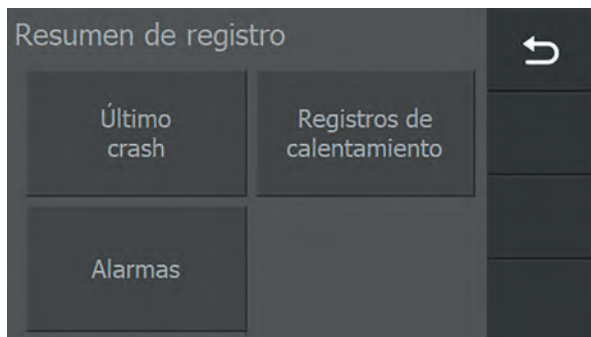 Resumen de registro
Último
crash
Registros de
calentamiento
Alarmas